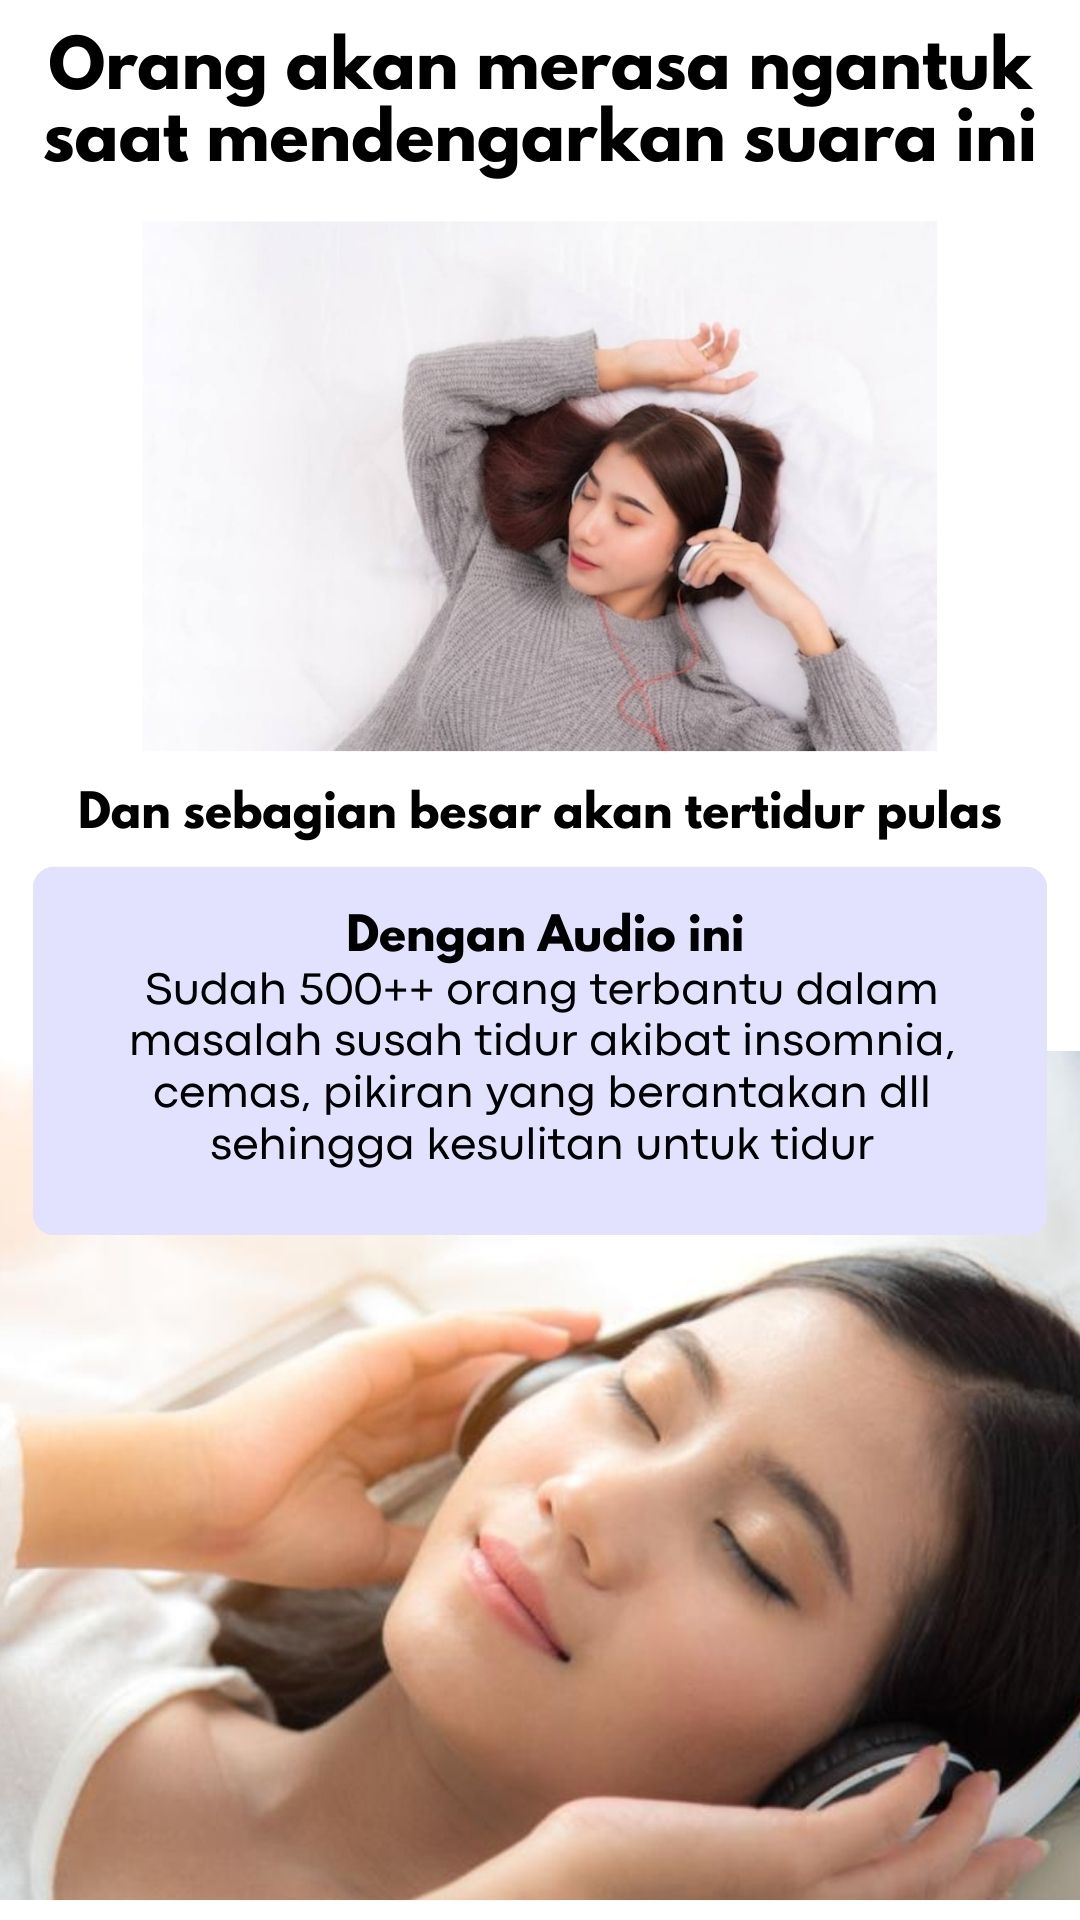 Orang akan merasa ngantuk
saat mendengarkan suara ini
Dan sebagian besar akan tertidur pulas
Dengan Audio ini
Sudah 500++ orang terbantu dalam
masalah susah tidur akibat insomnia,
cemas, pikiran yang berantakan dll
sehingga kesulitan untuk tidur